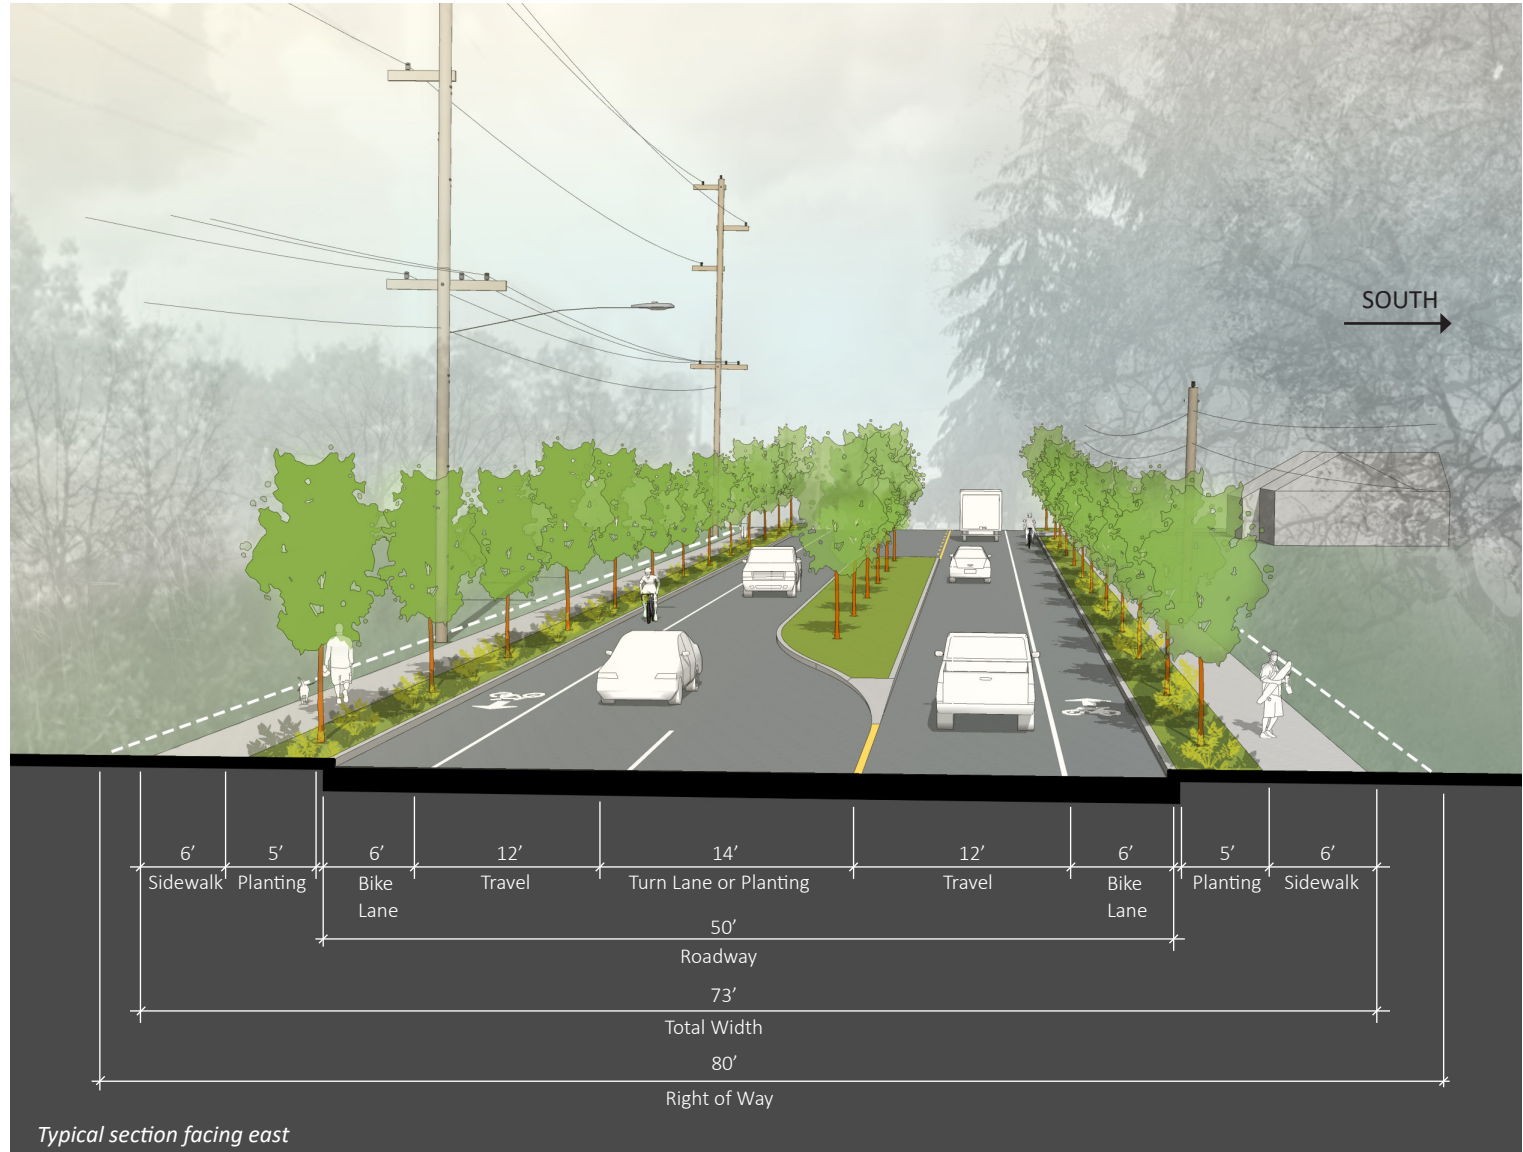 SOUTH
6’ 5’ 6’ 12’ 14’ 12’ 6’ 5’ 6’
Sidewalk Planting Bike Lane Travel Turn Lane or Planting Travel Bike Lane Planting Sidewalk
50’
Roadway
73’
Total Width
80’
Right of Way
Typical section facing east